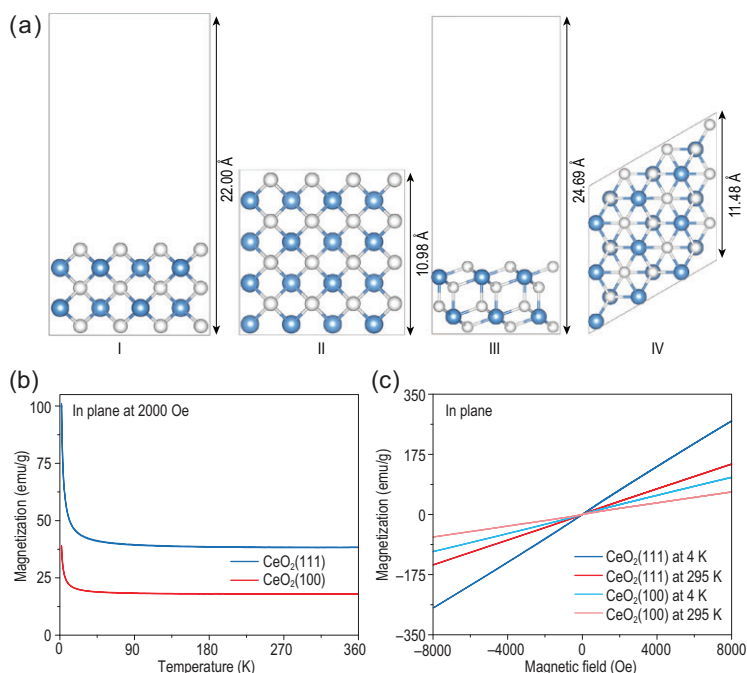 (a)
22.00 Å
10.98 Å
24.69 Å
11.48 Å
I
II
III
IV
(b)
In plane at 2000 Oe
Magnetization (emu/g)
100
75
50
25
0
CeO₂(111)
CeO₂(100)
0
90
180
270
360
Temperature (K)
(c)
In plane
Magnetization (emu/g)
350
175
0
–175
–350
CeO₂(111) at 4 K
CeO₂(111) at 295 K
CeO₂(100) at 4 K
CeO₂(100) at 295 K
–8000
–4000
0
4000
8000
Magnetic field (Oe)